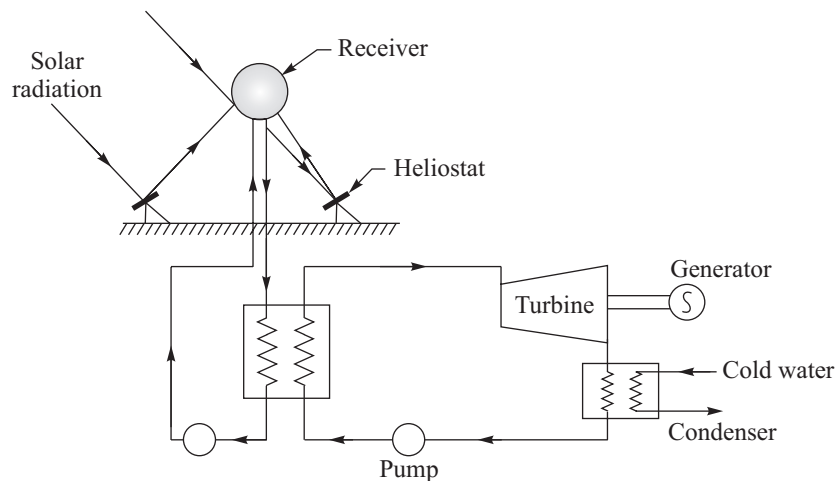 Receiver
Solar
radiation
Heliostat
Generator
Turbine
Cold water
Condenser
Pump